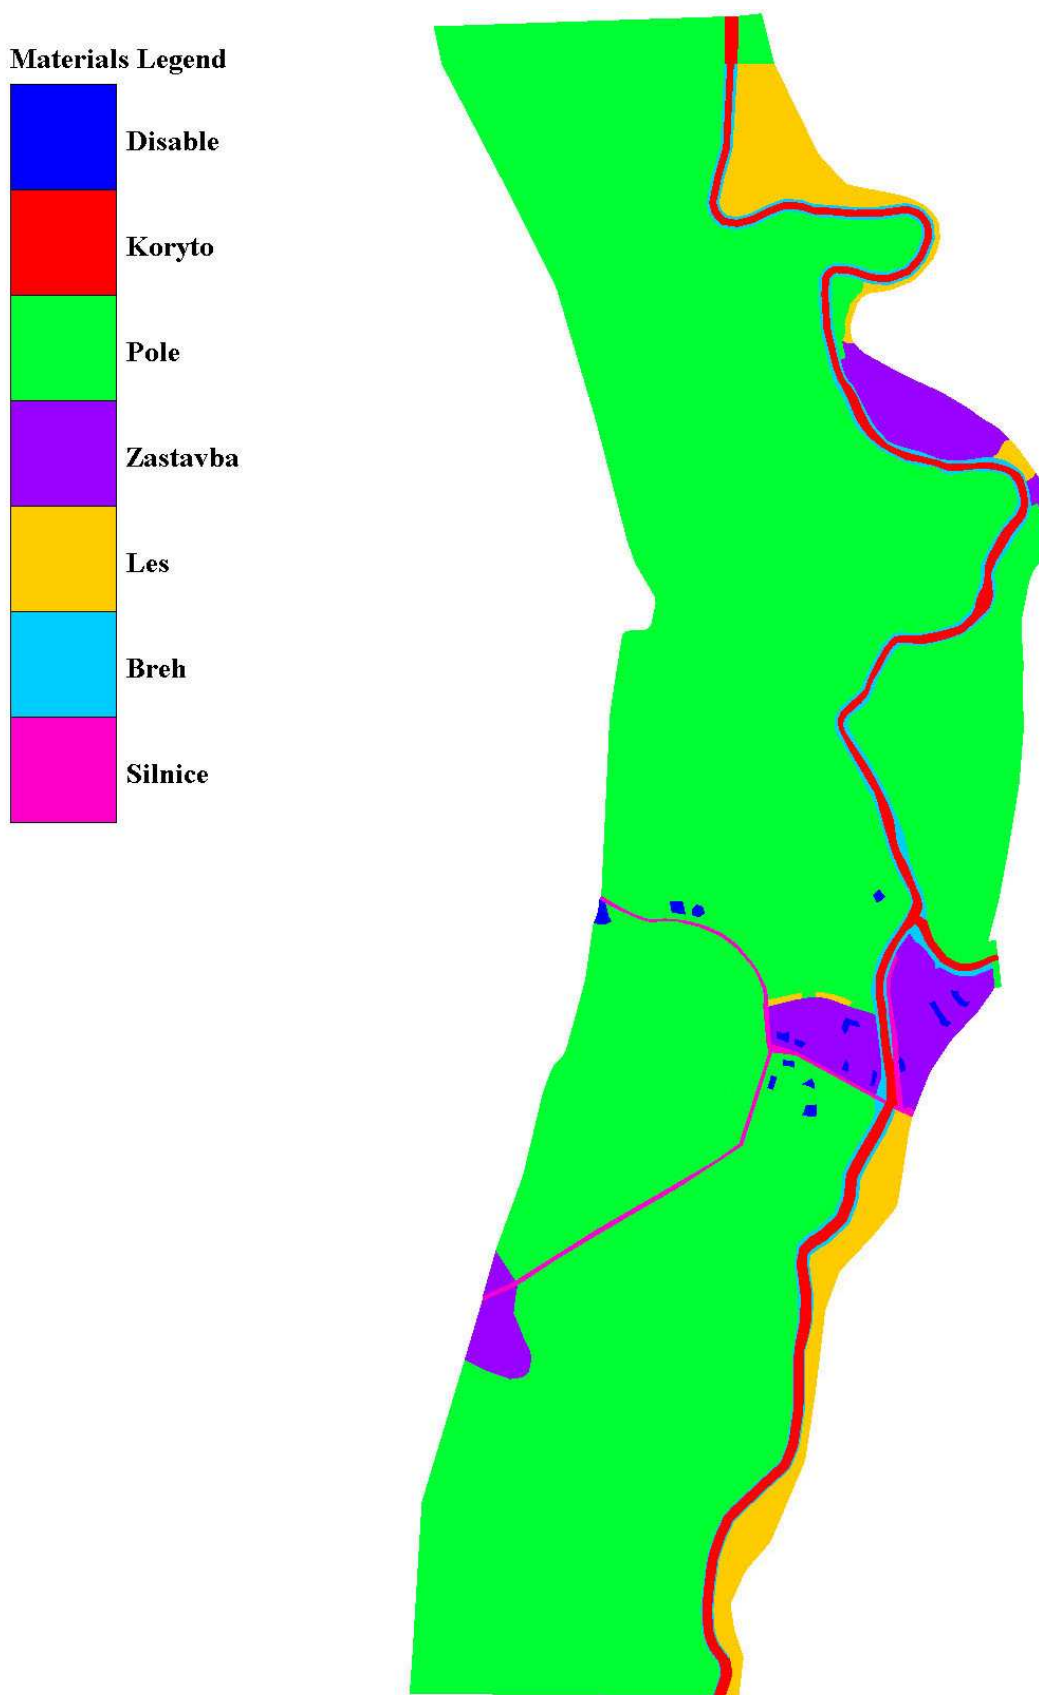 Materials Legend
Disable
Koryto
Pole
Zastavba
Les
Breh
Silnice